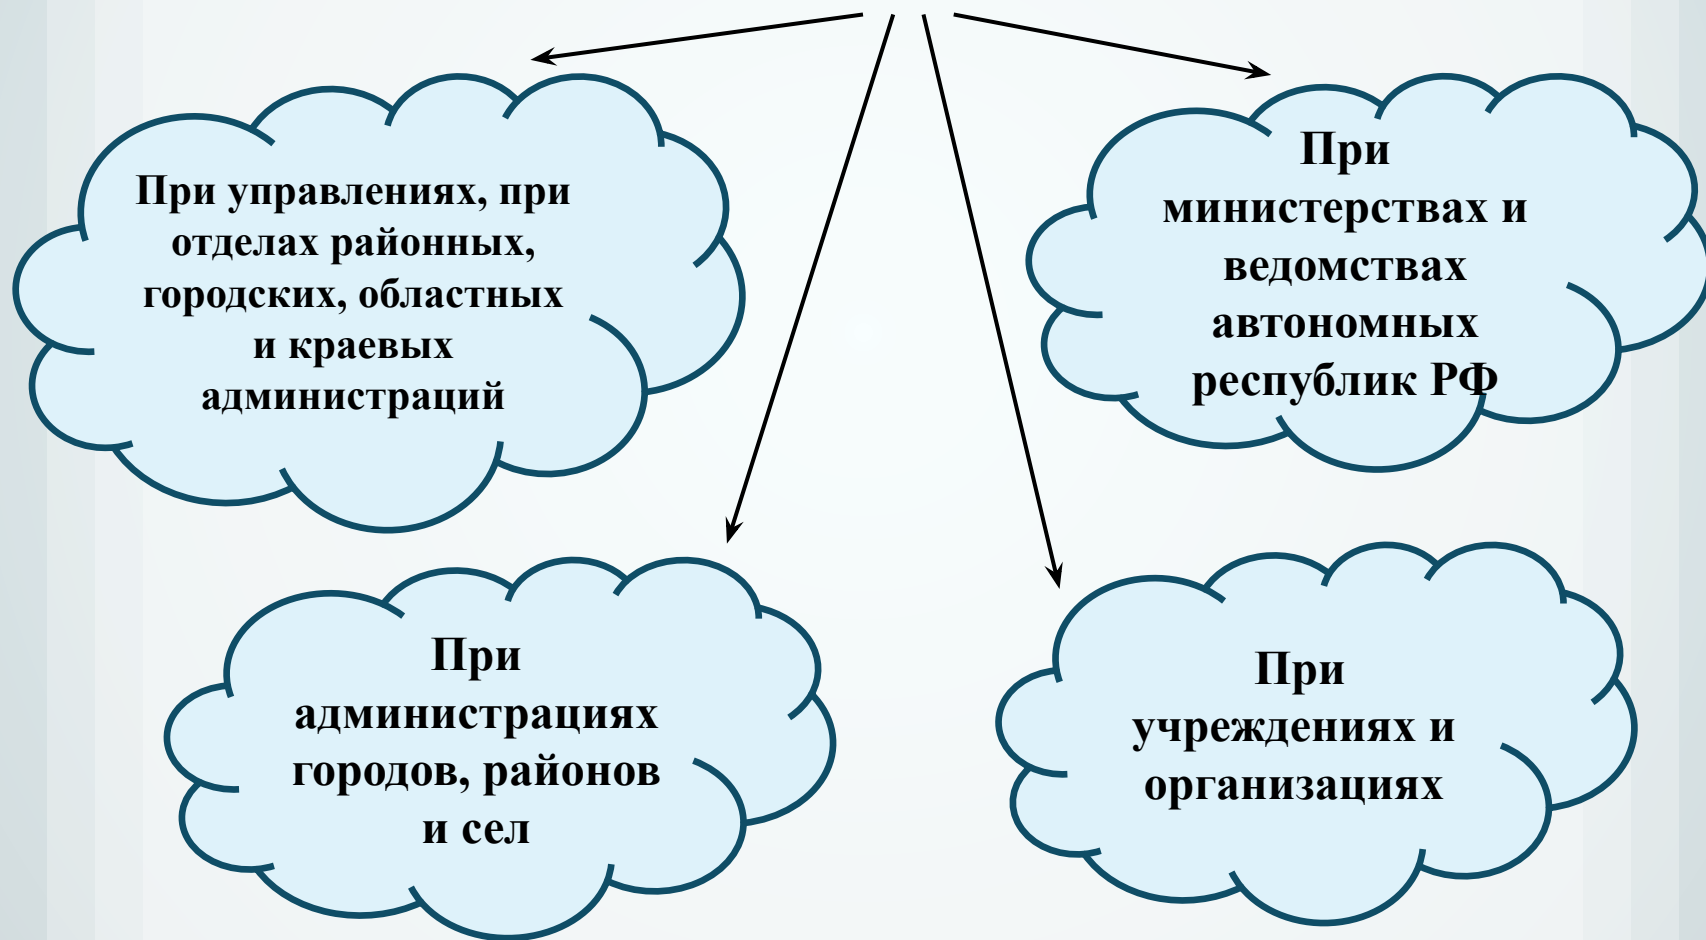 При управлениях, при
отделах районных,
городских, областных
и краевых
администраций
При
министерствах и
ведомствах
автономных
республик РФ
При
администрациях
городов, районов
и сел
При
учреждениях и
организациях